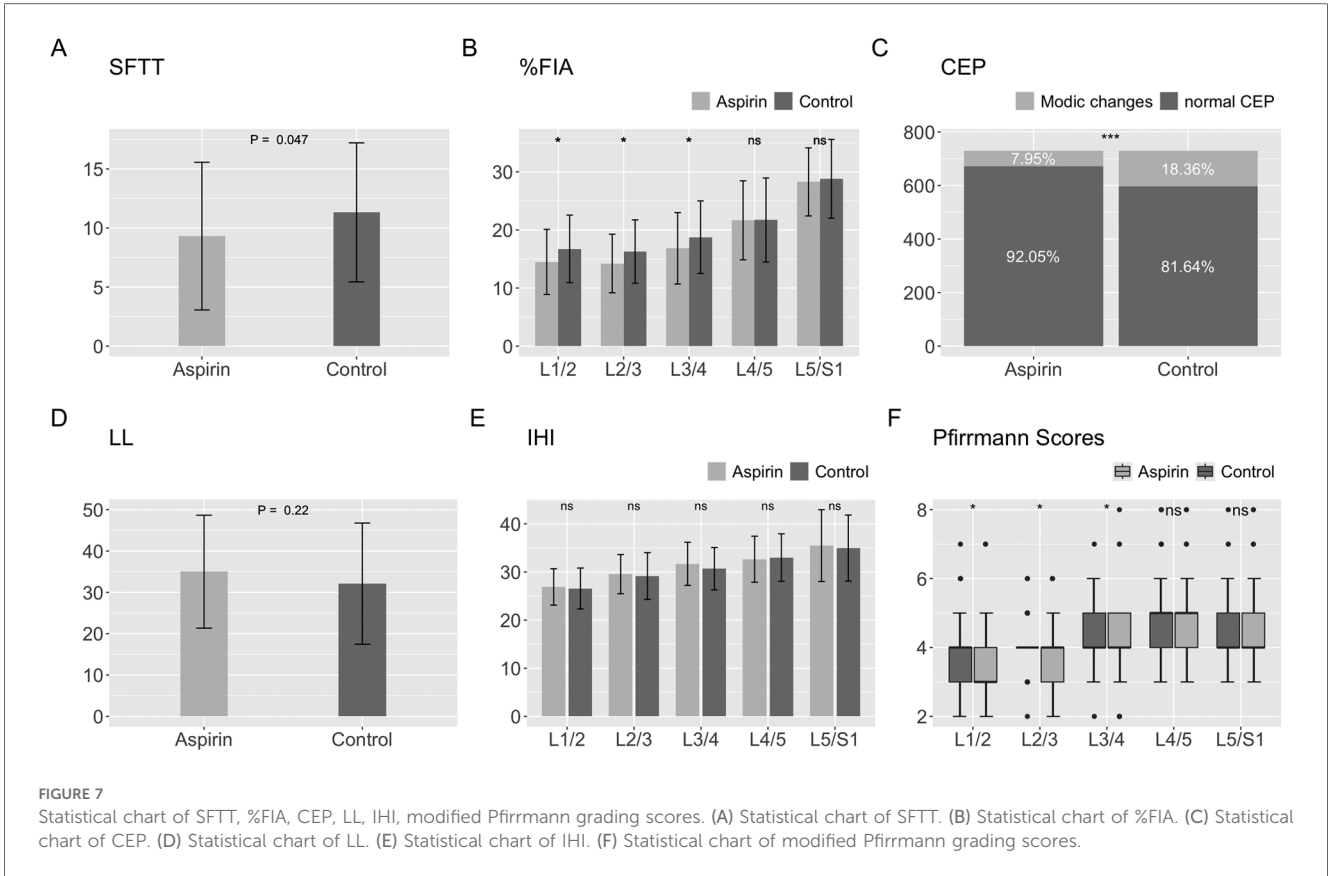 A
SFTT
P = 0.047
15
10
5
0
Aspirin Control
B
%FIA
Aspirin Control
* * * ns ns
30
20
10
0
L1/2 L2/3 L3/4 L4/5 L5/S1
C
CEP
Modic changes normal CEP
***
800
600
400
200
0
7.95% 18.36%
92.05% 81.64%
Aspirin Control
D
LL
P = 0.22
50
40
30
20
10
0
Aspirin Control
E
IHI
Aspirin Control
ns ns ns ns ns
40
30
20
10
0
L1/2 L2/3 L3/4 L4/5 L5/S1
F
Pfirrmann Scores
Aspirin Control
* * * ns ns
8
6
4
2
L1/2 L2/3 L3/4 L4/5 L5/S1
FIGURE 7
Statistical chart of SFTT, %FIA, CEP, LL, IHI, modified Pfirrmann grading scores. (A) Statistical chart of SFTT. (B) Statistical chart of %FIA. (C) Statistical
chart of CEP. (D) Statistical chart of LL. (E) Statistical chart of IHI. (F) Statistical chart of modified Pfirrmann grading scores.